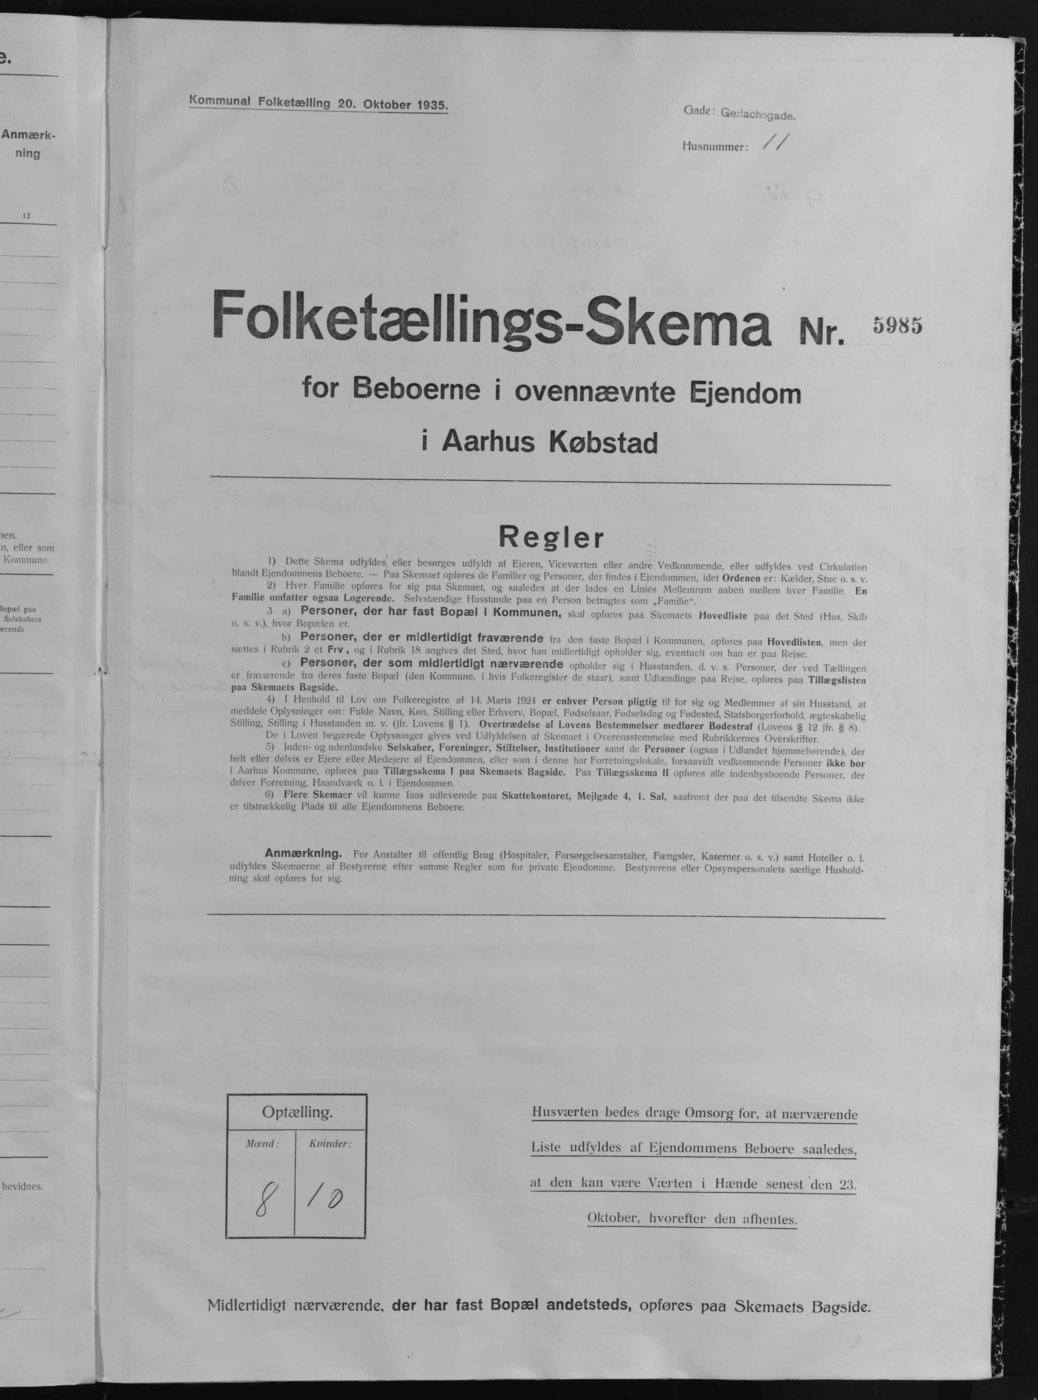 e.
Anmærk-
ning
12
en, eller som
Kommune.
Bopæl paa
Selskabers
bevidnes.
Kommunal Folketælling 20. Oktober 1935.
Gade: Gerlachsgade.
Husnummer: 11
Folketællings-Skema Nr. 5985
for Beboerne i ovennævnte Ejendom
i Aarhus Købstad
Regler
1) Dette Skema udfyldes eller besørges udfyldt af Ejeren, Viceværten eller andre Vedkommende, eller udfyldes ved Cirkulation
blandt Ejendommens Beboere. — Paa Skemaet opføres de Familier og Personer, der findes i Ejendommen, idet Ordenen er: Kælder, Stue o. s. v.
2) Hver Familie opføres for sig paa Skemaet, og saaledes at der lades en Linies Mellemrum aaben mellem hver Familie. En
Familie omfatter ogsaa Logerende. Selvstændige Husstande paa en Person betragtes som „Familie“.
3 a) Personer, der har fast Bopæl i Kommunen, skal opføres paa Skemaets Hovedliste paa det Sted (Hus, Skib
o. s. v.), hvor Bopælen er.
b) Personer, der er midlertidigt fraværende fra den faste Bopæl i Kommunen, opføres paa Hovedlisten, men der
sættes i Rubrik 2 et Frv., og i Rubrik 18 angives det Sted, hvor han midlertidigt opholder sig, eventuelt om han er paa Rejse.
c) Personer, der som midlertidigt nærværende opholder sig i Husstanden, d. v. s. Personer, der ved Tællingen
er fraværende fra deres faste Bopæl (den Kommune, i hvis Folkeregister de staar), samt Udlændinge paa Rejse, opføres paa Tillægslisten
paa Skemaets Bagside.
4) I Henhold til Lov om Folkeregistre af 14. Marts 1924 er enhver Person pligtig til for sig og Medlemmer af sin Husstand, at
meddele Oplysninger om: Fulde Navn, Køn, Stilling eller Erhverv, Bopæl, Fødselsaar, Fødselsdag og Fødested, Statsborgerforhold, ægteskabelig
Stilling, Stilling i Husstanden m. v. (jfr. Lovens § 1). Overtrædelse af Lovens Bestemmelser medfører Bødestraf (Lovens § 12 jfr. § 8).
De i Loven begærede Oplysninger gives ved Udfyldelsen af Skemaet i Overensstemmelse med Rubrikkernes Overskrifter.
5) Inden- og udenlandske Selskaber, Foreninger, Stiftelser, Institutioner samt de Personer (ogsaa i Udlandet hjemmehørende), der
helt eller delvis er Ejere eller Medejere af Ejendommen, eller som i denne har Forretningslokale, forsaavidt vedkommende Personer ikke bor
i Aarhus Kommune, opføres paa Tillægsskema I paa Skemaets Bagside. Paa Tillægsskema II opføres alle indenbysboende Personer, der
driver Forretning, Haandværk o. l. i Ejendommen.
6) Flere Skemaer vil kunne faas udleverede paa Skattekontoret, Mejlgade 4, 1. Sal, saafremt der paa det tilsendte Skema ikke
er tilstrækkelig Plads til alle Ejendommens Beboere.
Anmærkning. For Anstalter til offentlig Brug (Hospitaler, Forsørgelsesanstalter, Fængsler, Kaserner o. s. v.) samt Hoteller o. l.
udfyldes Skemaerne af Bestyrerne efter samme Regler som for private Ejendomme. Bestyrerens eller Opsynspersonalets særlige Hushold-
ning skal opføres for sig.
Optælling.
Mænd: Kvinder:
8 10
Husværten bedes drage Omsorg for, at nærværende
Liste udfyldes af Ejendommens Beboere saaledes,
at den kan være Værten i Hænde senest den 23.
Oktober, hvorefter den afhentes.
Midlertidigt nærværende, der har fast Bopæl andetsteds, opføres paa Skemaets Bagside.